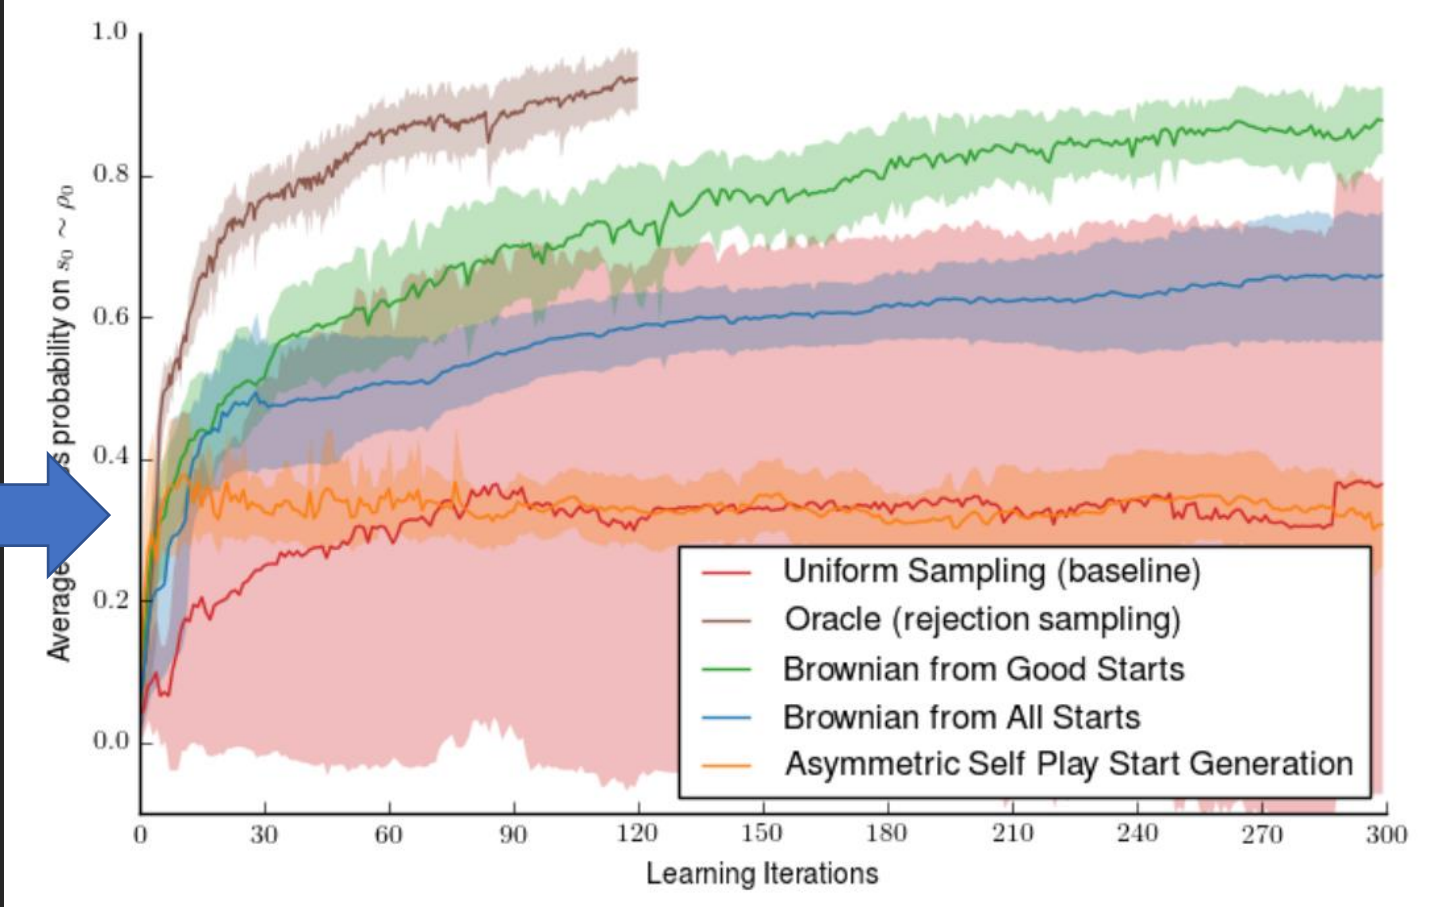 1.0
0.8
0.6
0.4
0.2
0.0
Average
probability on s₀ ∼ ρ₀
0 30 60 90 120 150 180 210 240 270 300
Learning Iterations
Uniform Sampling (baseline)
Oracle (rejection sampling)
Brownian from Good Starts
Brownian from All Starts
Asymmetric Self Play Start Generation